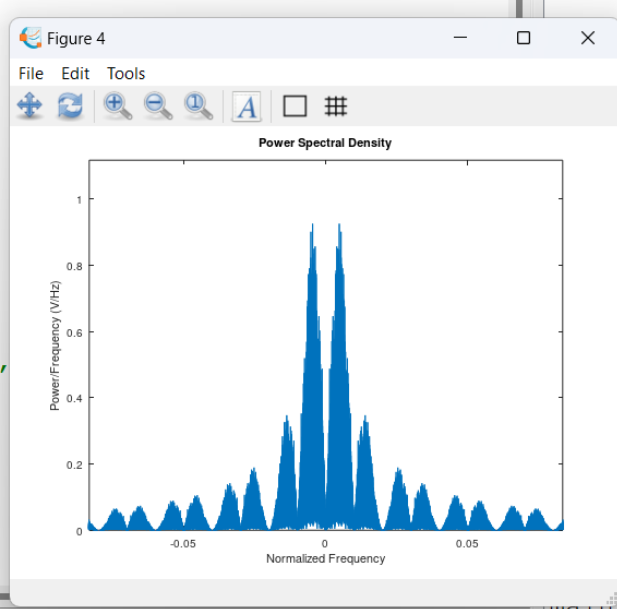 Figure 4
File Edit Tools
A
Power Spectral Density
Power/Frequency (V/Hz)
1
0.8
0.6
0.4
0.2
0
-0.05 0 0.05
Normalized Frequency